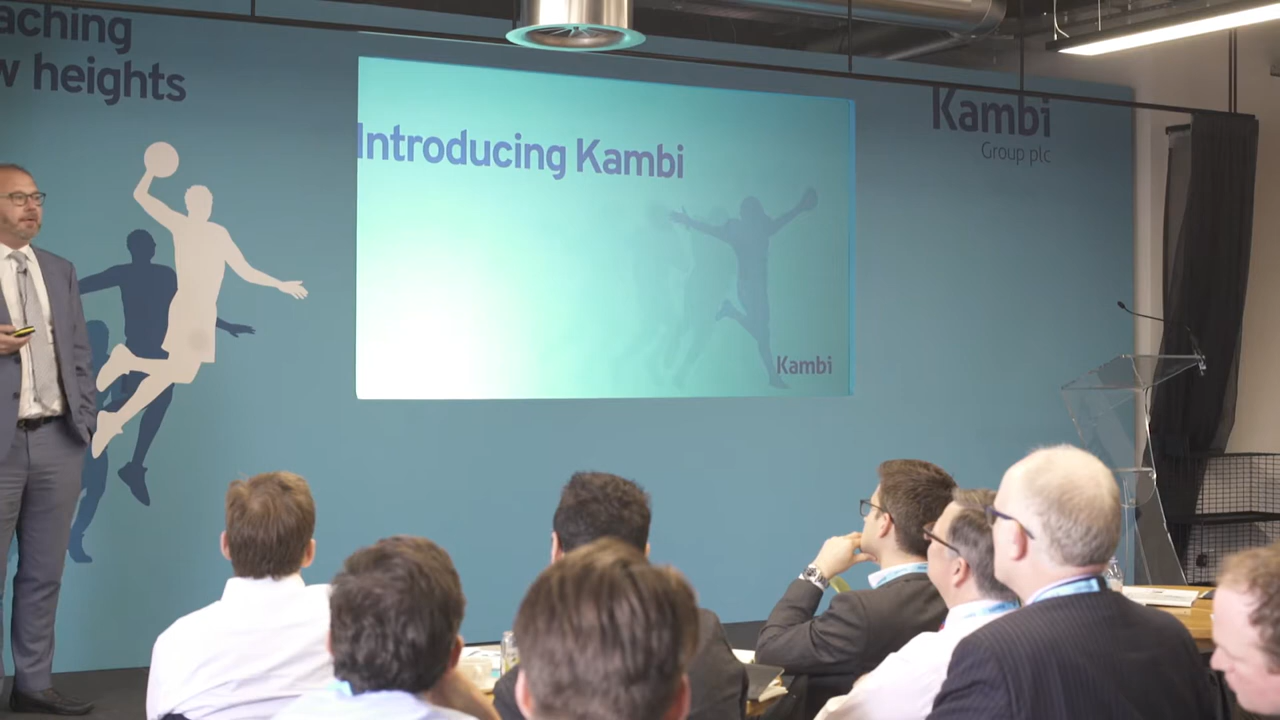 aching
w heights
Introducing Kambi
Kambi
Kambi
Group plc